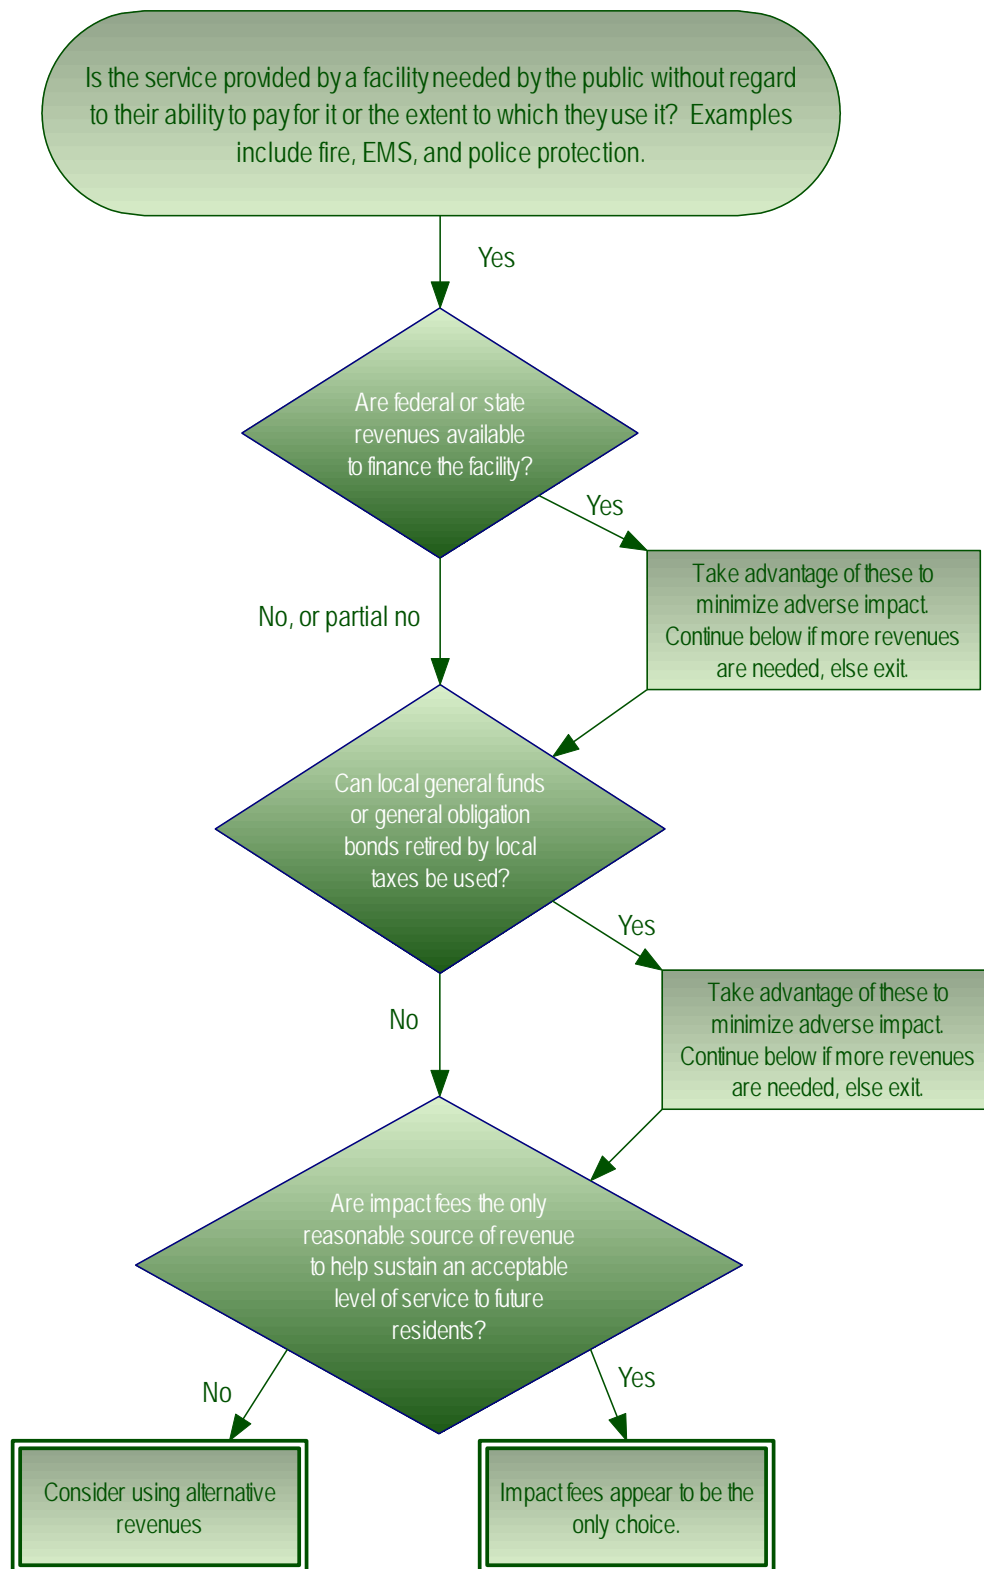 Is the service provided by a facility needed by the public without regard
to their ability to pay for it or the extent to which they use it?  Examples
include fire, EMS, and police protection.
Yes
Are federal or state
revenues available
to finance the facility?
Yes
Take advantage of these to
minimize adverse impact.
Continue below if more revenues
are needed, else exit.
No, or partial no
Can local general funds
or general obligation
bonds retired by local
taxes be used?
Yes
Take advantage of these to
minimize adverse impact.
Continue below if more revenues
are needed, else exit.
No
Are impact fees the only
reasonable source of revenue
to help sustain an acceptable
level of service to future
residents?
No
Yes
Consider using alternative
revenues
Impact fees appear to be the
only choice.